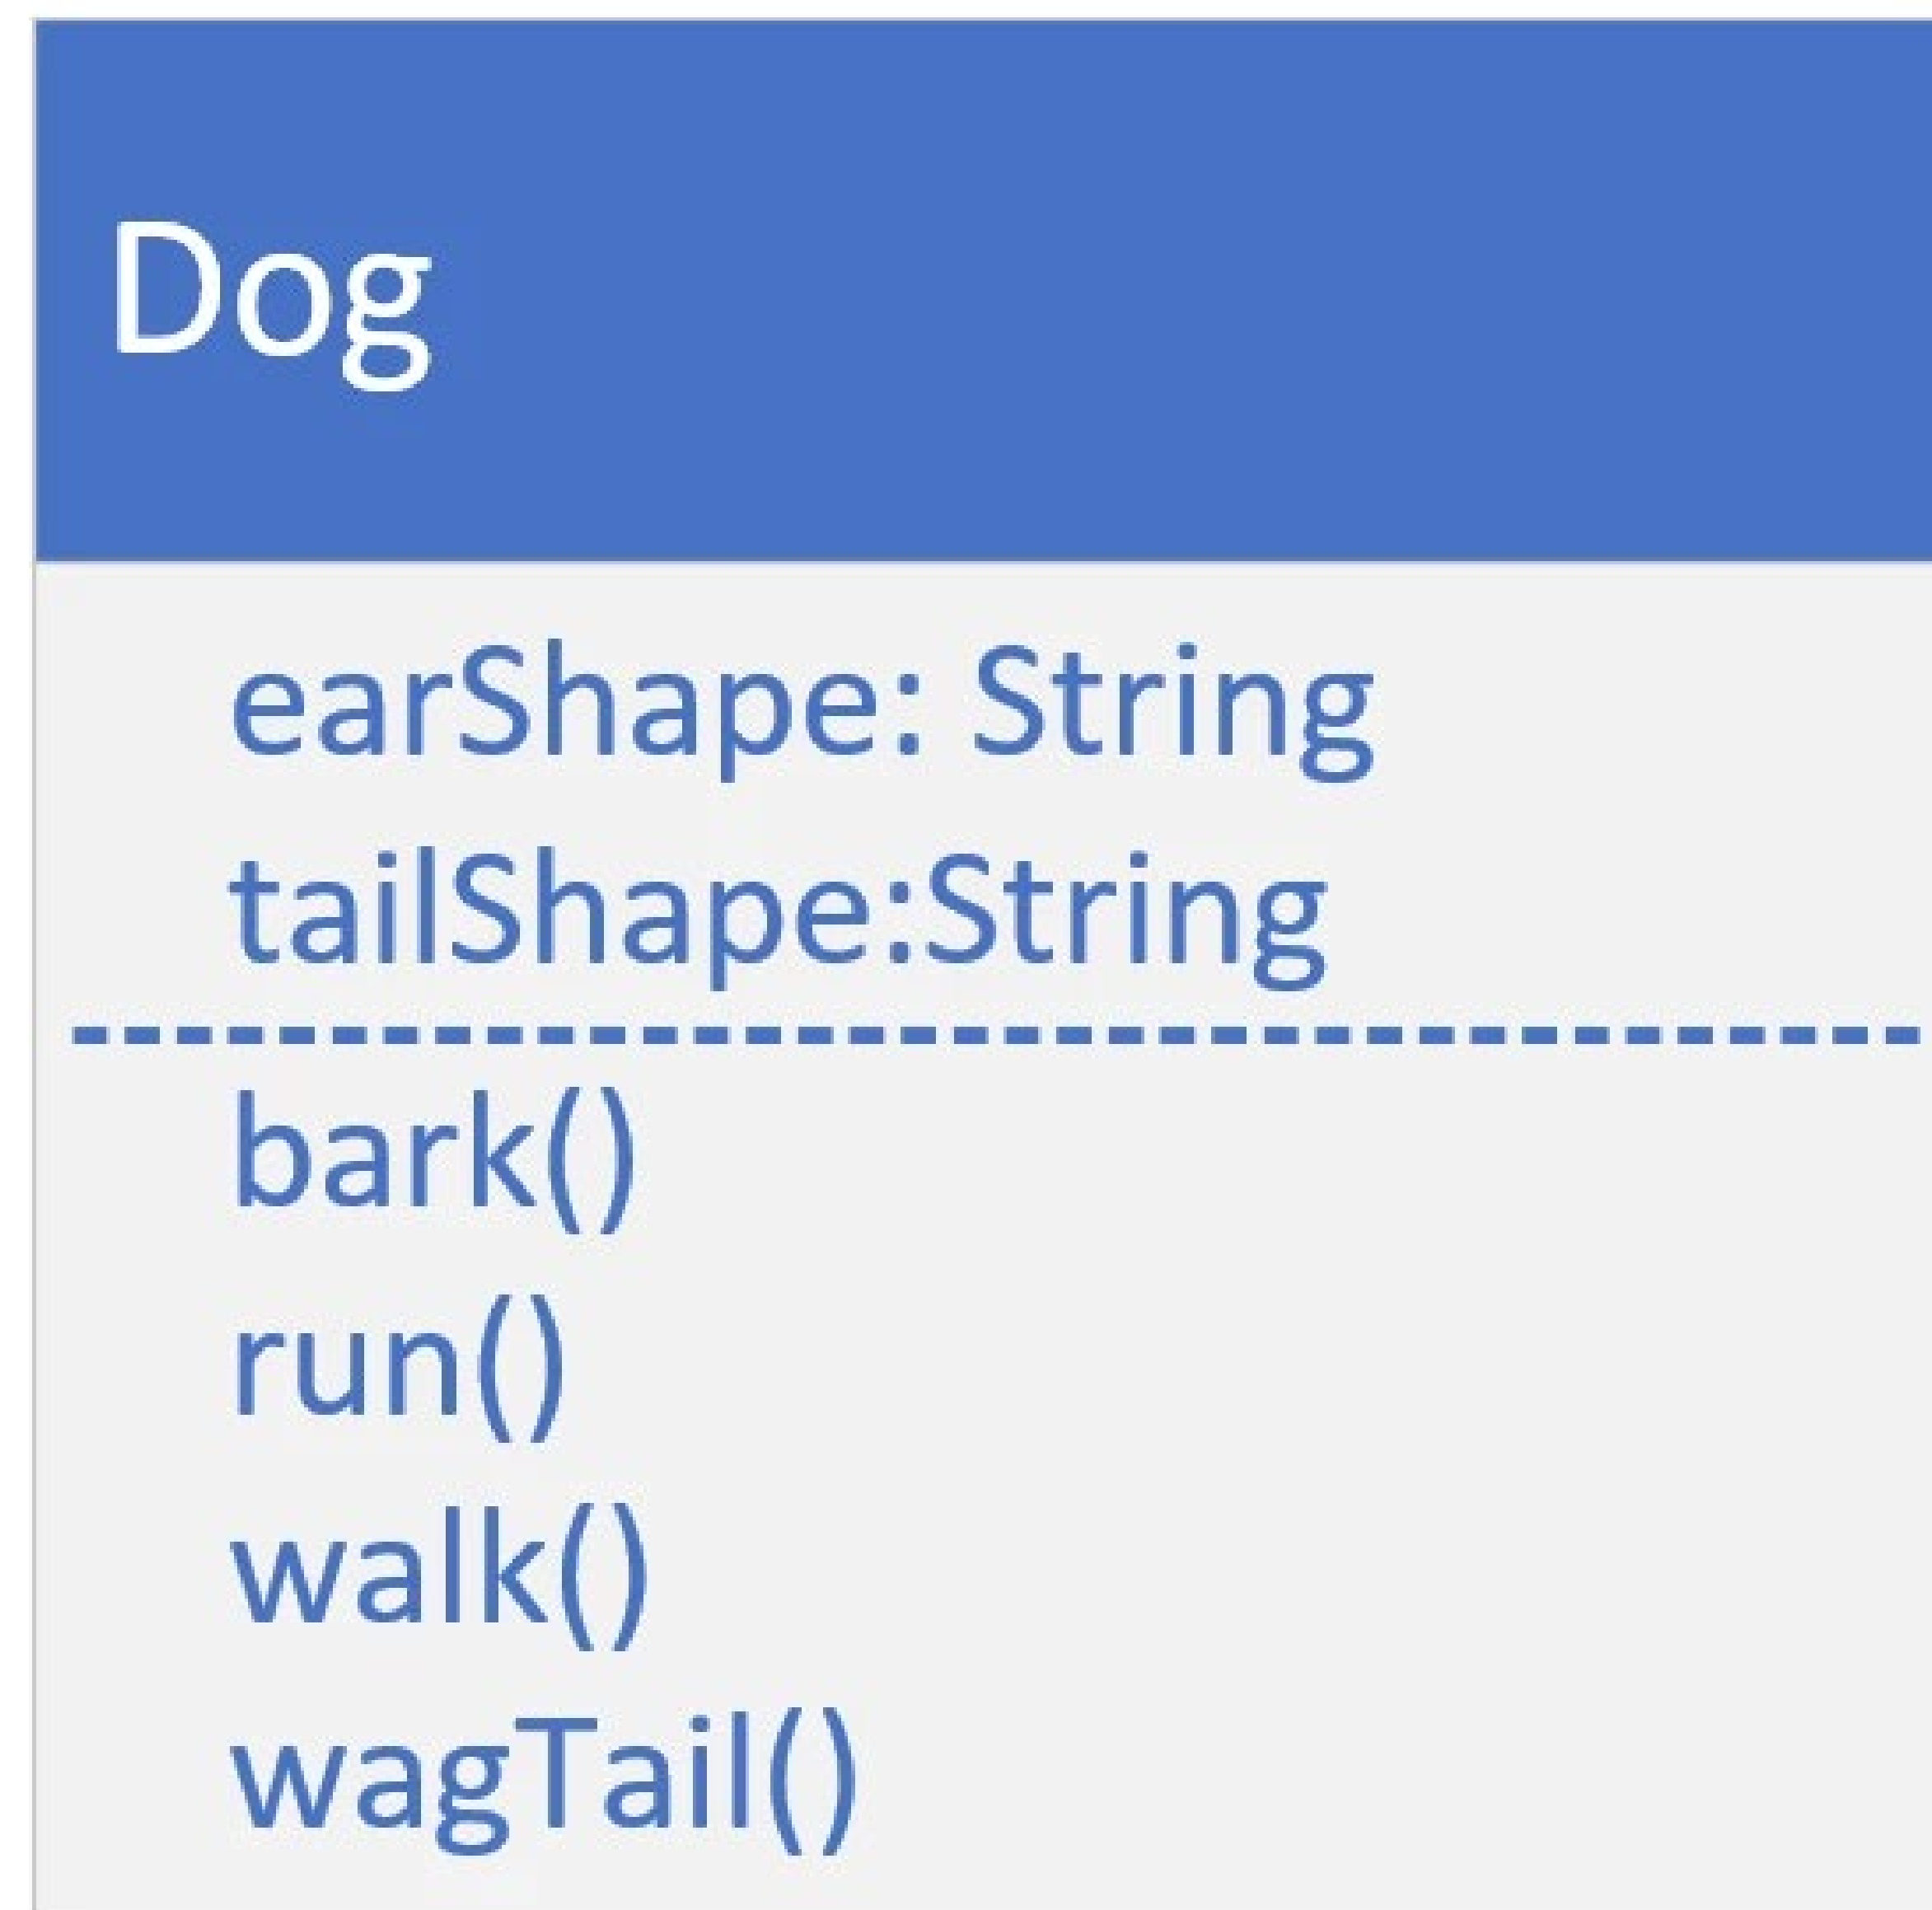 Dog
earShape: String
tailShape:String
bark()
run()
walk()
wagTail()